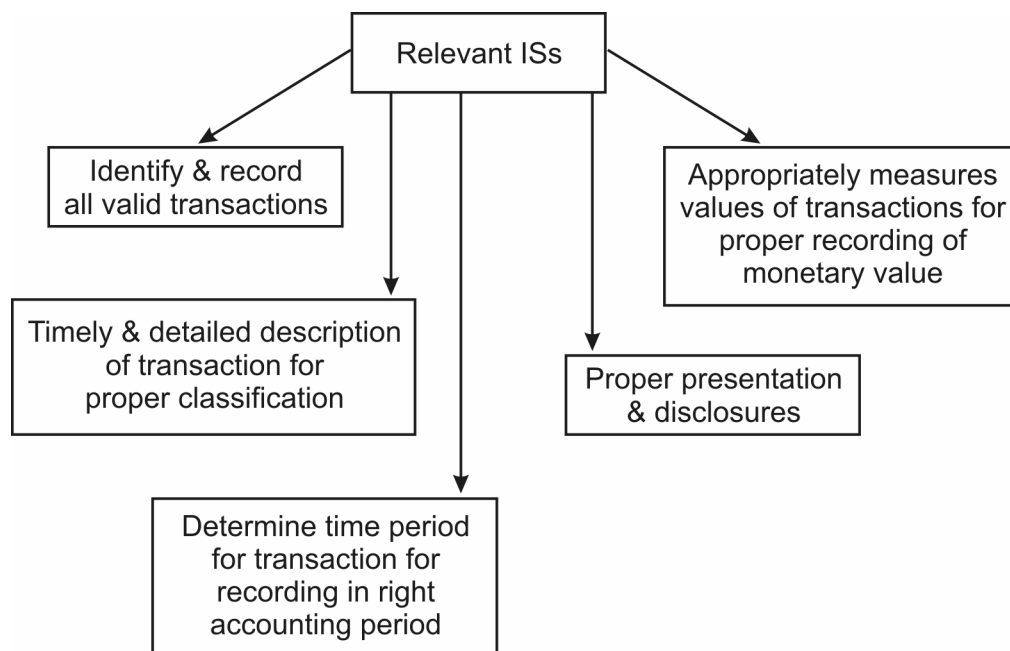 Relevant ISs
Identify & record
all valid transactions
Appropriately measures
values of transactions for
proper recording of
monetary value
Timely & detailed description
of transaction for
proper classification
Proper presentation
& disclosures
Determine time period
for transaction for
recording in right
accounting period